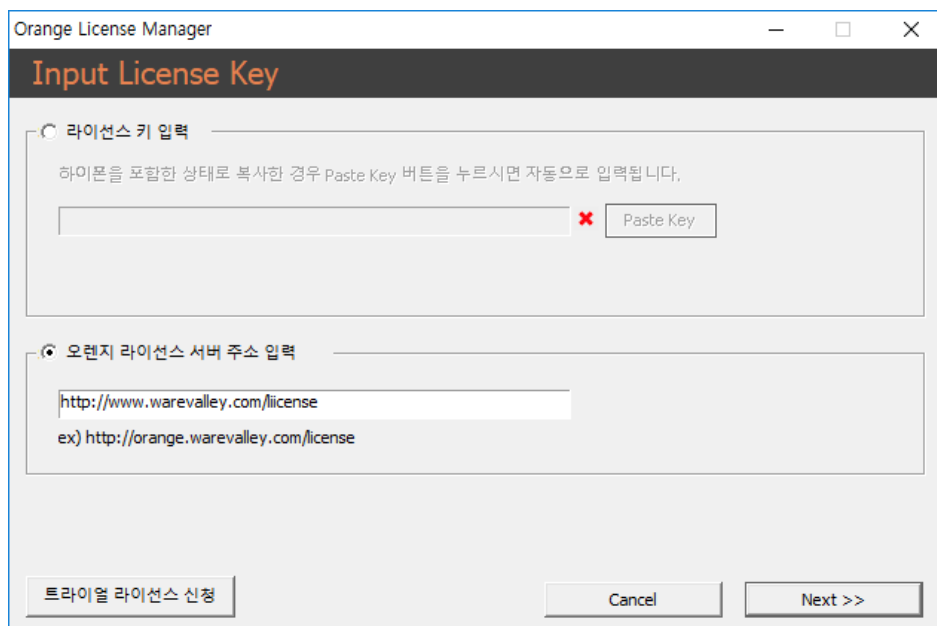 Orange License Manager
Input License Key
라이선스 키 입력
하이폰을 포함한 상태로 복사한 경우 Paste Key 버튼을 누르시면 자동으로 입력됩니다.
Paste Key
오렌지 라이선스 서버 주소 입력
http://www.warevalley.com/liicense
ex) http://orange.warevalley.com/license
트라이얼 라이선스 신청
Cancel
Next >>